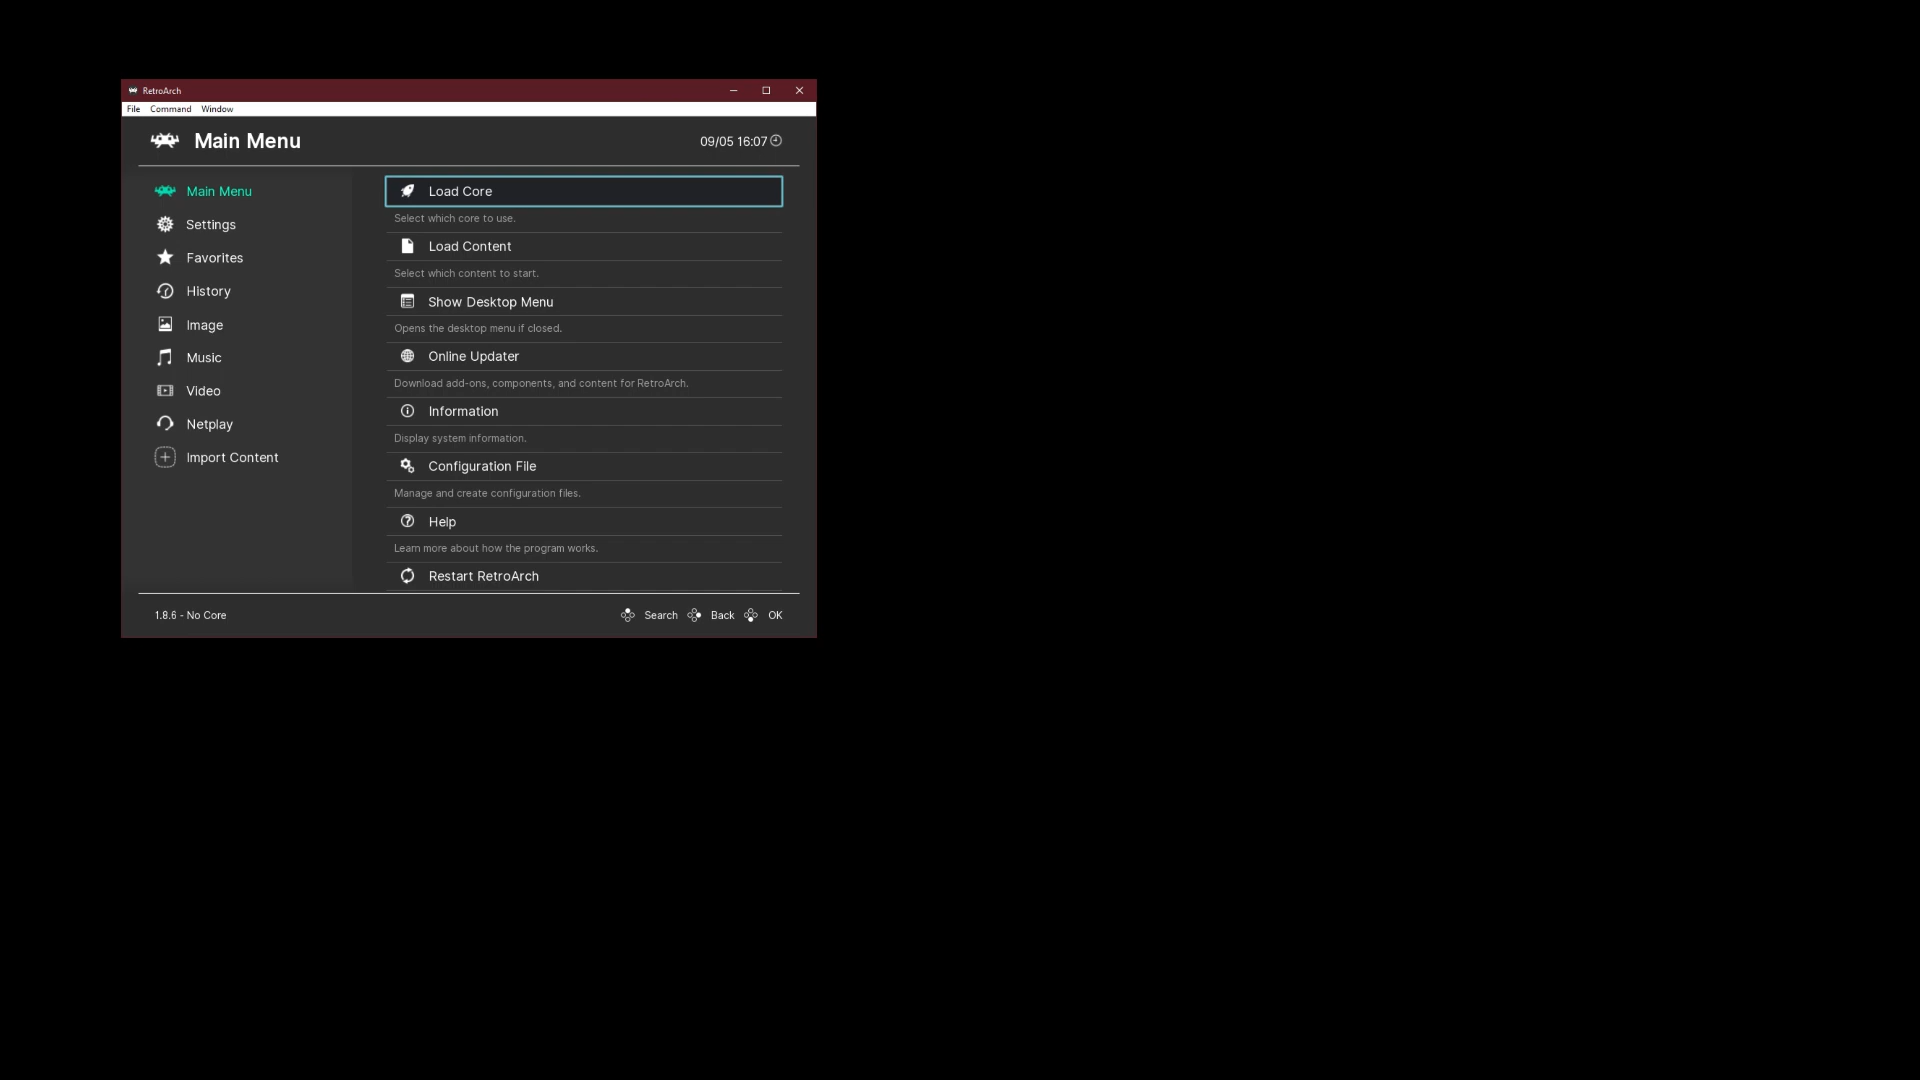 RetroArch
File Command Window
Main Menu 09/05 16:07
Main Menu
Settings
Favorites
History
Image
Music
Video
Netplay
Import Content
Load Core
Select which core to use.
Load Content
Select which content to start.
Show Desktop Menu
Opens the desktop menu if closed.
Online Updater
Download add-ons, components, and content for RetroArch.
Information
Display system information.
Configuration File
Manage and create configuration files.
Help
Learn more about how the program works.
Restart RetroArch
1.8.6 - No Core Search Back OK